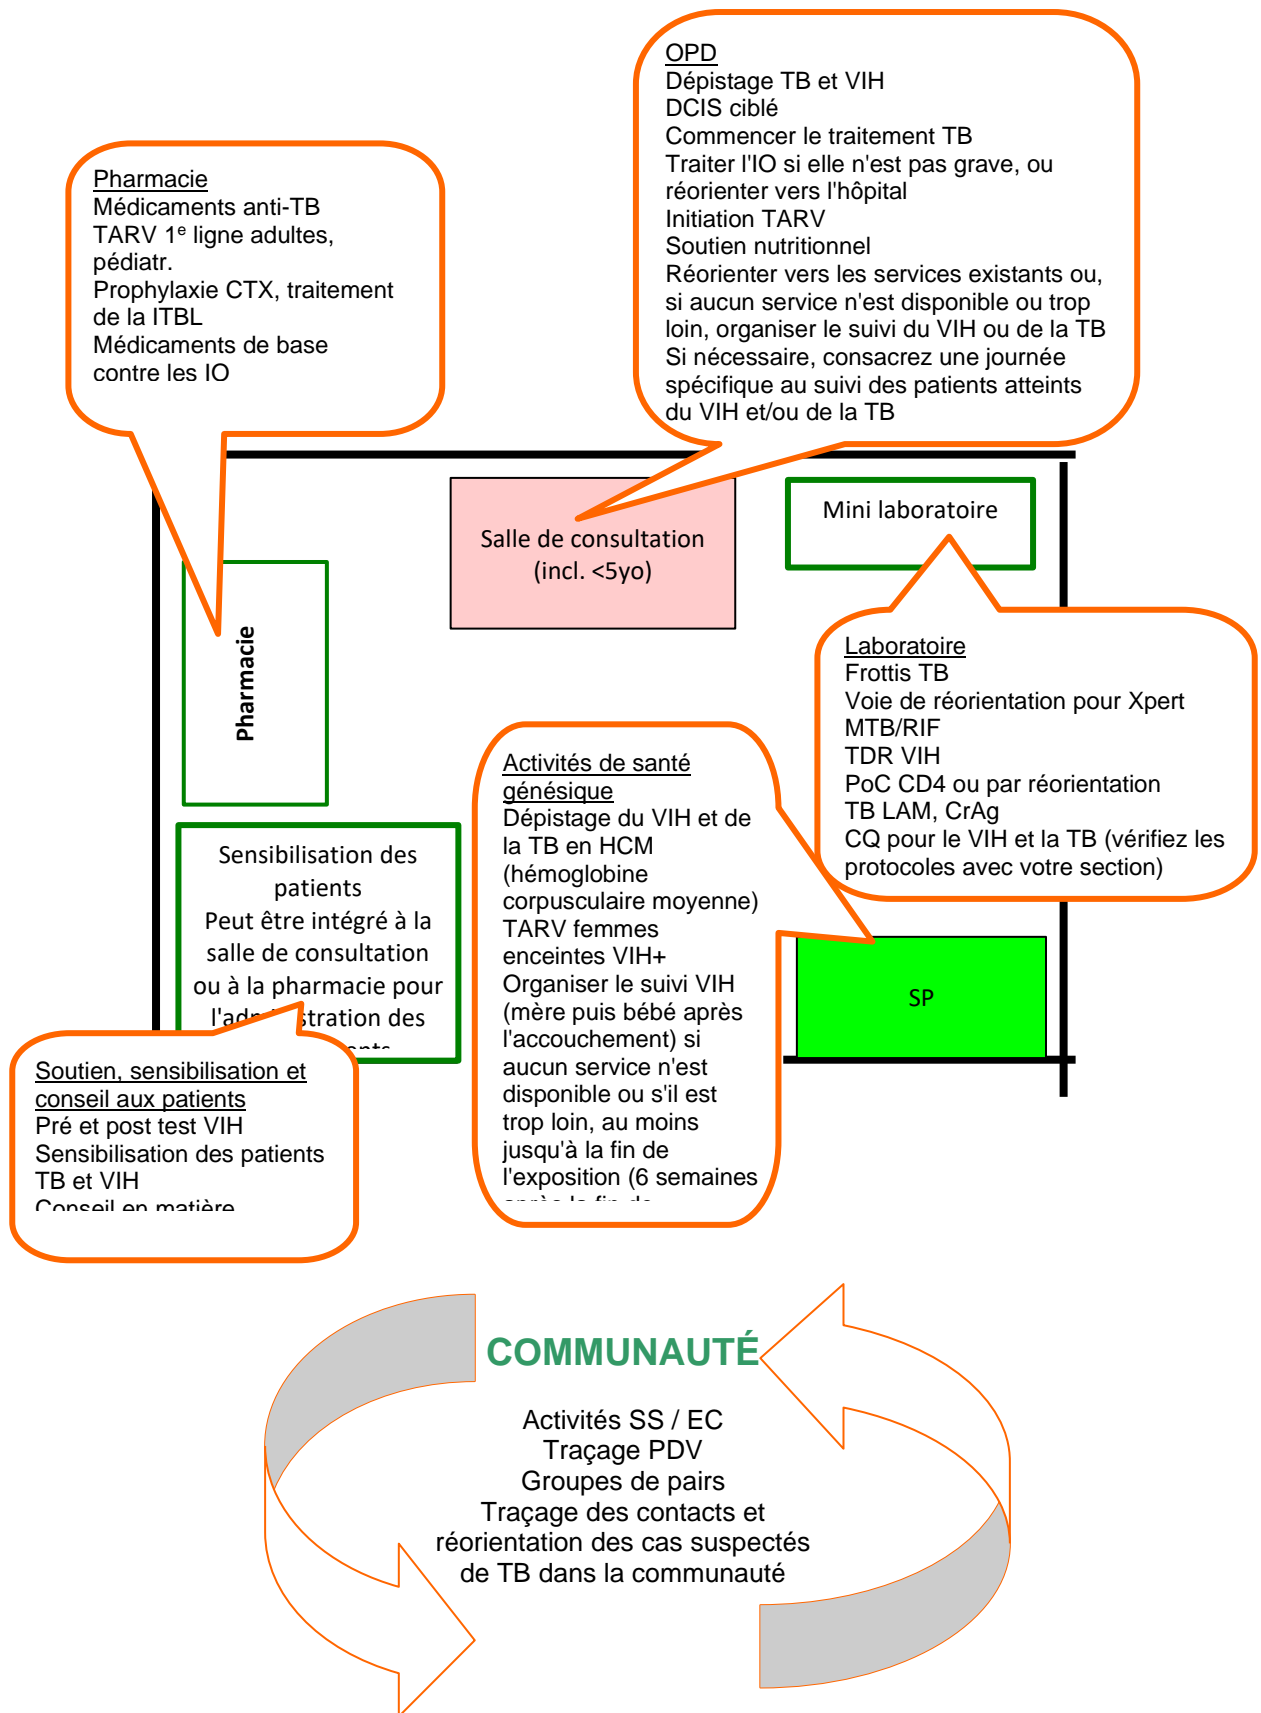 OPD
Dépistage TB et VIH
DCIS ciblé
Commencer le traitement TB
Traiter l'IO si elle n'est pas grave, ou
réorienter vers l'hôpital
Initiation TARV
Soutien nutritionnel
Réorienter vers les services existants ou,
si aucun service n'est disponible ou trop
loin, organiser le suivi du VIH ou de la TB
Si nécessaire, consacrez une journée
spécifique au suivi des patients atteints
du VIH et/ou de la TB
Pharmacie
Médicaments anti-TB
TARV 1e ligne adultes,
pédiatr.
Prophylaxie CTX, traitement
de la ITBL
Médicaments de base
contre les IO
Salle de consultation
(incl. <5yo)
Mini laboratoire
Pharmacie
Laboratoire
Frottis TB
Voie de réorientation pour Xpert
MTB/RIF
TDR VIH
PoC CD4 ou par réorientation
TB LAM, CrAg
CQ pour le VIH et la TB (vérifiez les
protocoles avec votre section)
Activités de santé
génésique
Dépistage du VIH et de
la TB en HCM
(hémoglobine
corpusculaire moyenne)
TARV femmes
enceintes VIH+
Organiser le suivi VIH
(mère puis bébé après
l'accouchement) si
aucun service n'est
disponible ou s'il est
trop loin, au moins
jusqu'à la fin de
l'exposition (6 semaines
après la fin de
Sensibilisation des
patients
Peut être intégré à la
salle de consultation
ou à la pharmacie pour
des
SP
Soutien, sensibilisation et
conseil aux patients
Pré et post test VIH
Sensibilisation des patients
TB et VIH
Conseil en matière
COMMUNAUTÉ
Activités SS / EC
Traçage PDV
Groupes de pairs
Traçage des contacts et
réorientation des cas suspectés
de TB dans la communauté